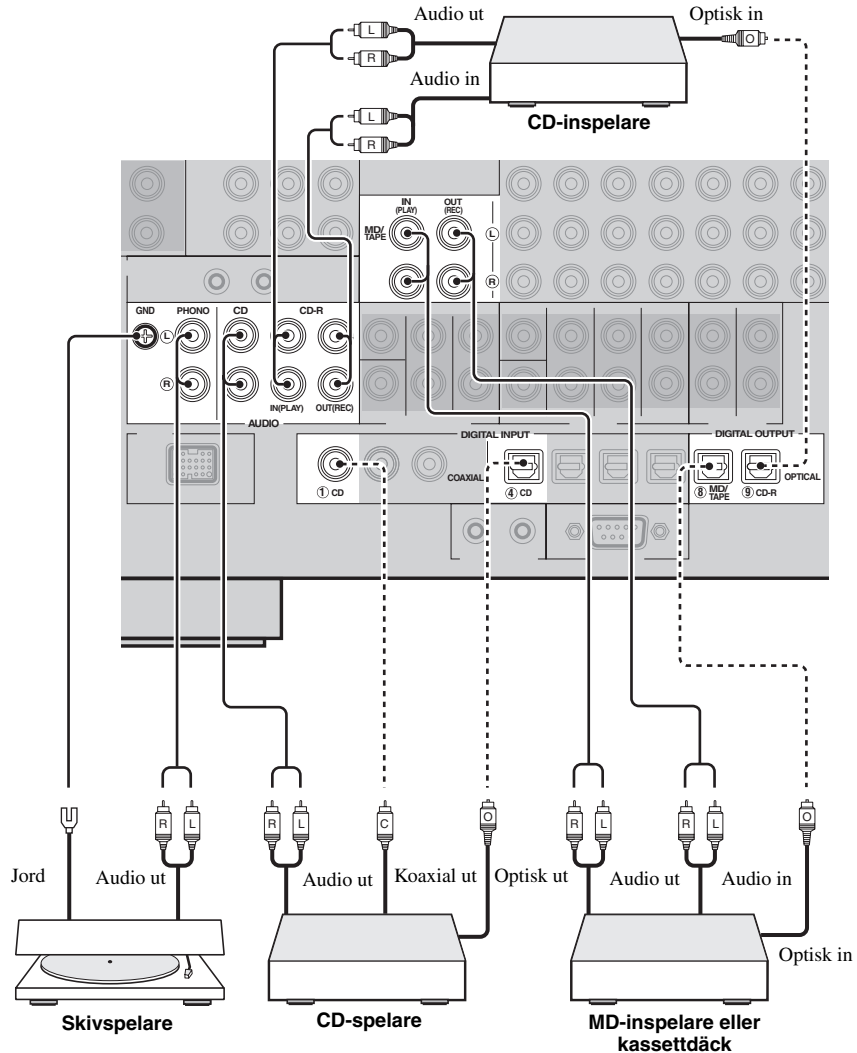 Audio ut
Optisk in
L
R
Audio in
L
R
O
CD-inspelare
IN
(PLAY)
OUT
(REC)
MD/
TAPE
L
R
GND
PHONO
CD
CD-R
L
R
IN(PLAY)
OUT(REC)
AUDIO
DIGITAL INPUT
DIGITAL OUTPUT
COAXIAL
OPTICAL
① CD
④ CD
⑧ MD/
TAPE
⑨ CD-R
R L
R L
C
O
R L
R L
O
Jord
Audio ut
Audio ut
Koaxial ut
Optisk ut
Audio ut
Audio in
Optisk in
Skivspelare
CD-spelare
MD-inspelare eller
kassettdäck